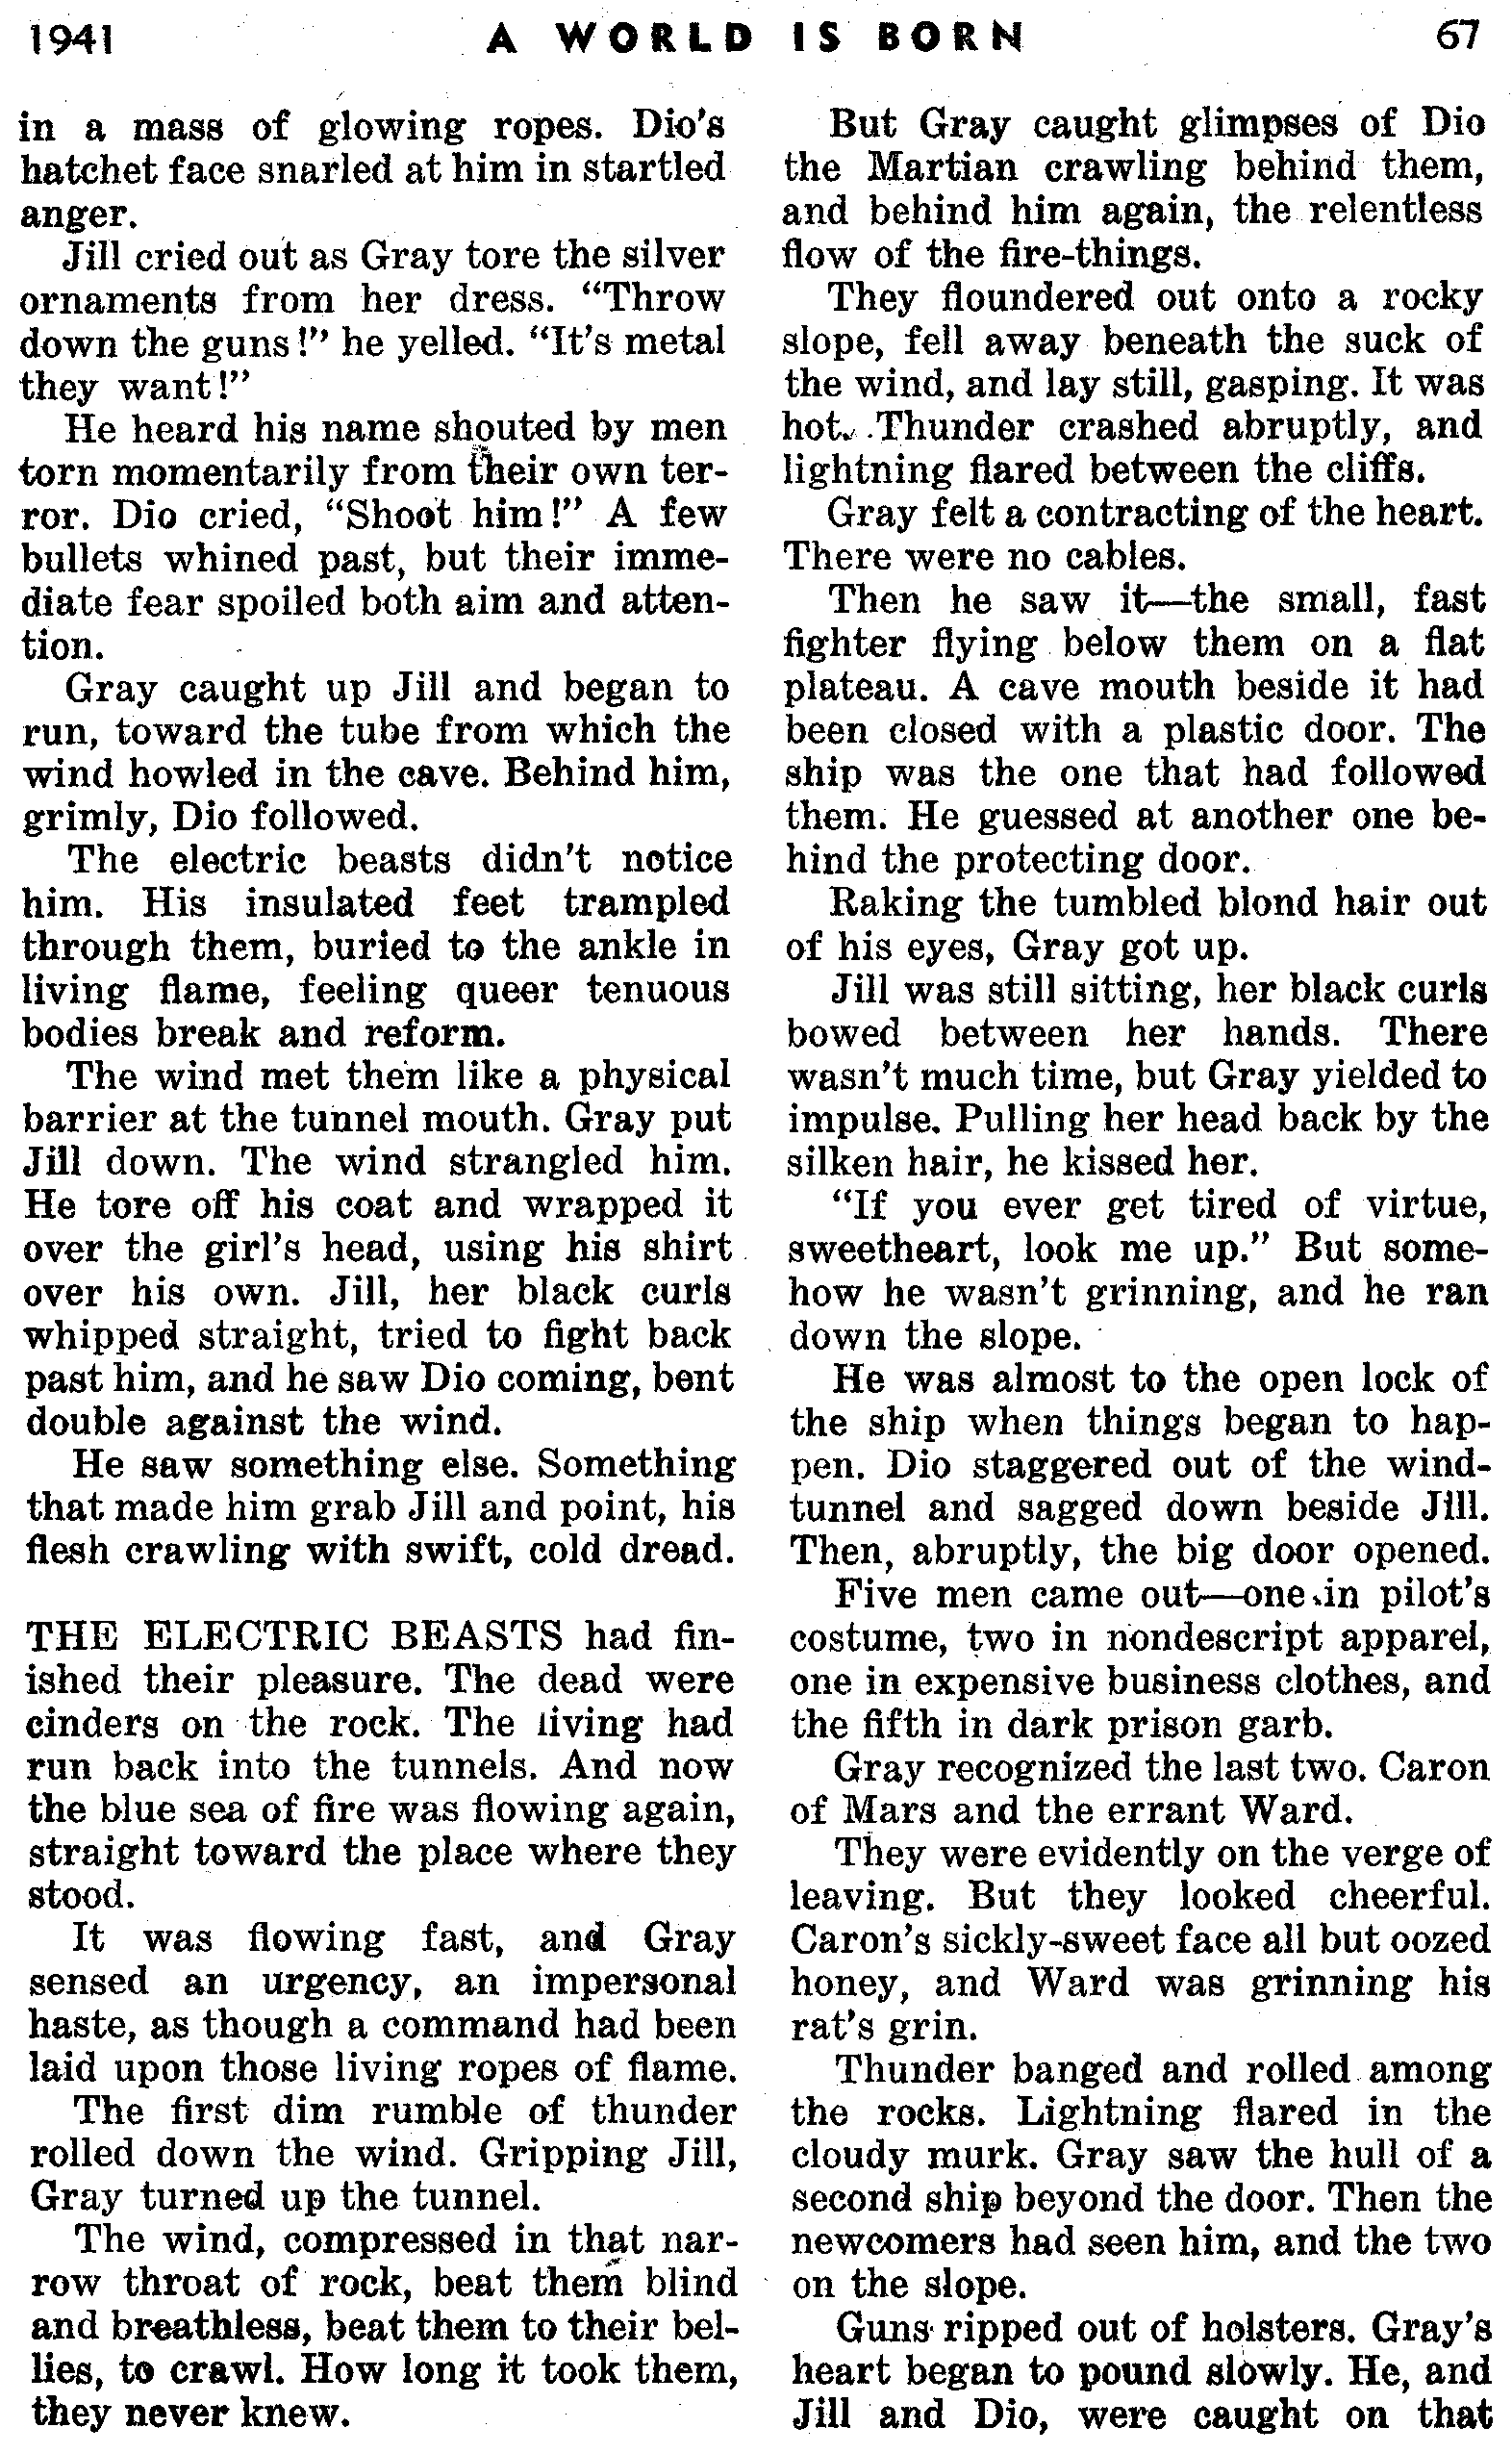 1941 A WORLD IS BORN 67
in a mass of glowing ropes. Dio's
hatchet face snarled at him in startled
anger.
Jill cried out as Gray tore the silver
ornaments from her dress. “Throw
down the guns!” he yelled. “It's metal
they want!”
He heard his name shouted by men
torn momentarily from their own ter-
ror. Dio cried, “Shoot him!” A few
bullets whined past, but their imme-
diate fear spoiled both aim and atten-
tion.
Gray caught up Jill and began to
run, toward the tube from which the
wind howled in the cave. Behind him,
grimly, Dio followed.
The electric beasts didn't notice
him. His insulated feet trampled
through them, buried to the ankle in
living flame, feeling queer tenuous
bodies break and reform.
The wind met them like a physical
barrier at the tunnel mouth. Gray put
Jill down. The wind strangled him.
He tore off his coat and wrapped it
over the girl's head, using his shirt
over his own. Jill, her black curls
whipped straight, tried to fight back
past him, and he saw Dio coming, bent
double against the wind.
He saw something else. Something
that made him grab Jill and point, his
flesh crawling with swift, cold dread.
THE ELECTRIC BEASTS had fin-
ished their pleasure. The dead were
cinders on the rock. The living had
run back into the tunnels. And now
the blue sea of fire was flowing again,
straight toward the place where they
stood.
It was flowing fast, and Gray
sensed an urgency, an impersonal
haste, as though a command had been
laid upon those living ropes of flame.
The first dim rumble of thunder
rolled down the wind. Gripping Jill,
Gray turned up the tunnel.
The wind, compressed in that nar-
row throat of rock, beat them blind
and breathless, beat them to their bel-
lies, to crawl. How long it took them,
they never knew.
But Gray caught glimpses of Dio
the Martian crawling behind them,
and behind him again, the relentless
flow of the fire-things.
They floundered out onto a rocky
slope, fell away beneath the suck of
the wind, and lay still, gasping. It was
hot. Thunder crashed abruptly, and
lightning flared between the cliffs.
Gray felt a contracting of the heart.
There were no cables.
Then he saw it—the small, fast
fighter flying below them on a flat
plateau. A cave mouth beside it had
been closed with a plastic door. The
ship was the one that had followed
them. He guessed at another one be-
hind the protecting door.
Raking the tumbled blond hair out
of his eyes, Gray got up.
Jill was still sitting, her black curls
bowed between her hands. There
wasn't much time, but Gray yielded to
impulse. Pulling her head back by the
silken hair, he kissed her.
“If you ever get tired of virtue,
sweetheart, look me up.” But some-
how he wasn't grinning, and he ran
down the slope.
He was almost to the open lock of
the ship when things began to hap-
pen. Dio staggered out of the wind-
tunnel and sagged down beside Jill.
Then, abruptly, the big door opened.
Five men came out—one in pilot's
costume, two in nondescript apparel,
one in expensive business clothes, and
the fifth in dark prison garb.
Gray recognized the last two. Caron
of Mars and the errant Ward.
They were evidently on the verge of
leaving. But they looked cheerful.
Caron's sickly-sweet face all but oozed
honey, and Ward was grinning his
rat's grin.
Thunder banged and rolled among
the rocks. Lightning flared in the
cloudy murk. Gray saw the hull of a
second ship beyond the door. Then the
newcomers had seen him, and the two
on the slope.
Guns ripped out of holsters. Gray's
heart began to pound slowly. He, and
Jill and Dio, were caught on that